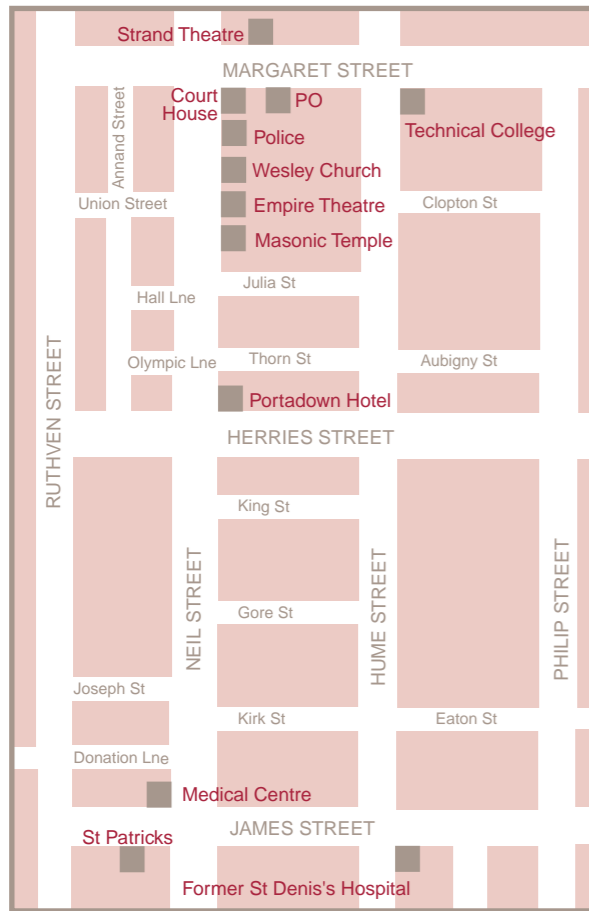 Strand Theatre
MARGARET STREET
Court
House
PO
Technical College
Annand Street
Police
Wesley Church
Union Street
Empire Theatre
Clopton St
Masonic Temple
Julia St
Hall Lne
Olympic Lne
Thorn St
Aubigny St
Portadown Hotel
RUTHVEN STREET
HERRIES STREET
King St
NEIL STREET
HUME STREET
PHILIP STREET
Gore St
Joseph St
Kirk St
Eaton St
Donation Lne
Medical Centre
JAMES STREET
St Patricks
Former St Denis's Hospital